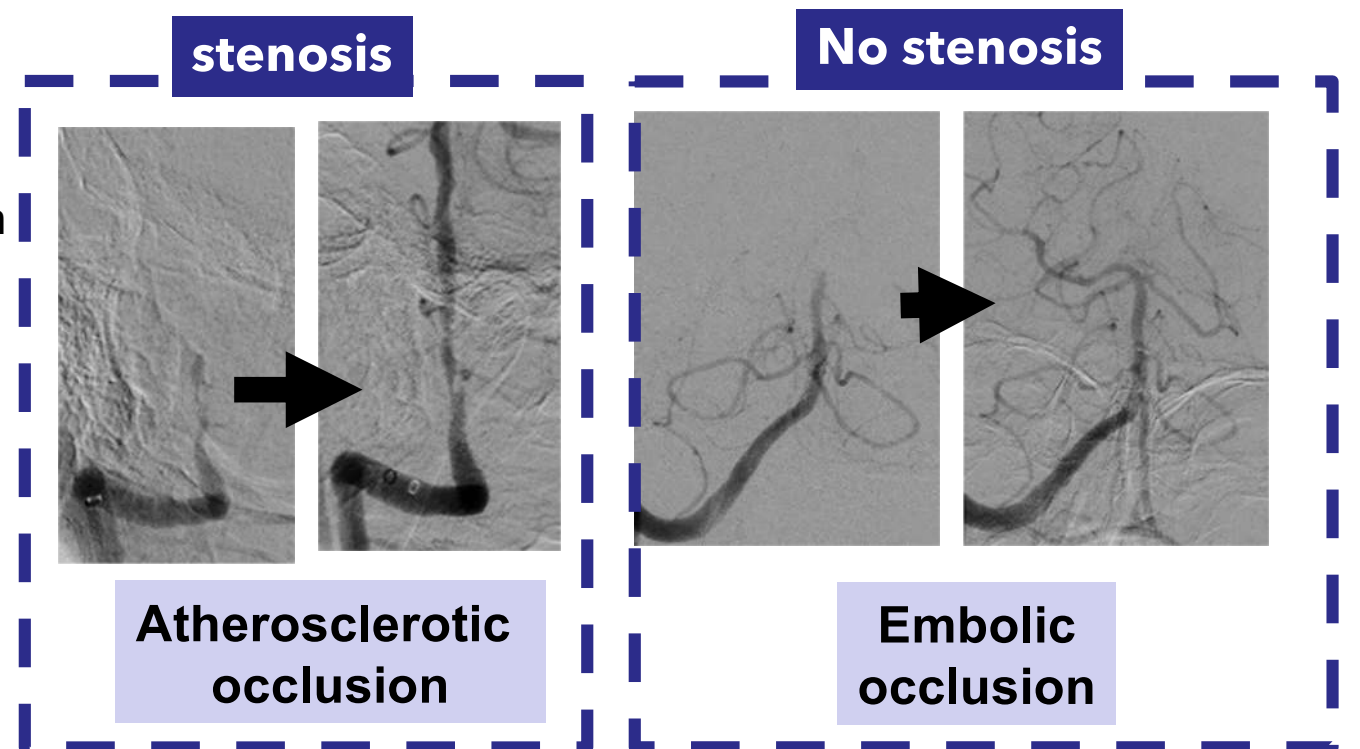 stenosis
No stenosis
n
Atherosclerotic
occlusion
Embolic
occlusion